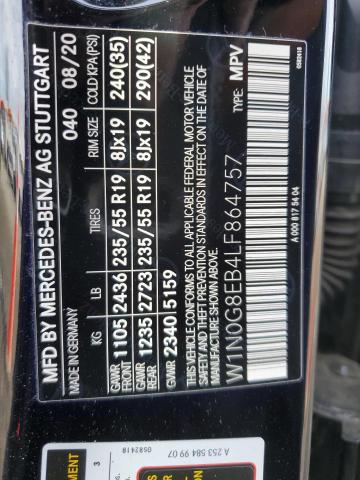 MFD BY MERCEDES-BENZ AG STUTTGART
MADE IN GERMANY 040 08/20
KG LB TIRES RIM SIZE COLD KPA(PSI)
GAWR FRONT 1105 2436 235/55 R19 8Jx19 240(35)
GAWR REAR 1235 2723 235/55 R19 8Jx19 290(42)
GVWR 2340 5159
THIS VEHICLE CONFORMS TO ALL APPLICABLE FEDERAL MOTOR VEHICLE
SAFETY AND THEFT PREVENTION STANDARDS IN EFFECT ON THE DATE
OF MANUFACTURE SHOWN ABOVE.
W1N0G8EB4LF864757 TYPE: MPV
A 000 817 54 04 0582418
A 253 584 99 07
0582418
3